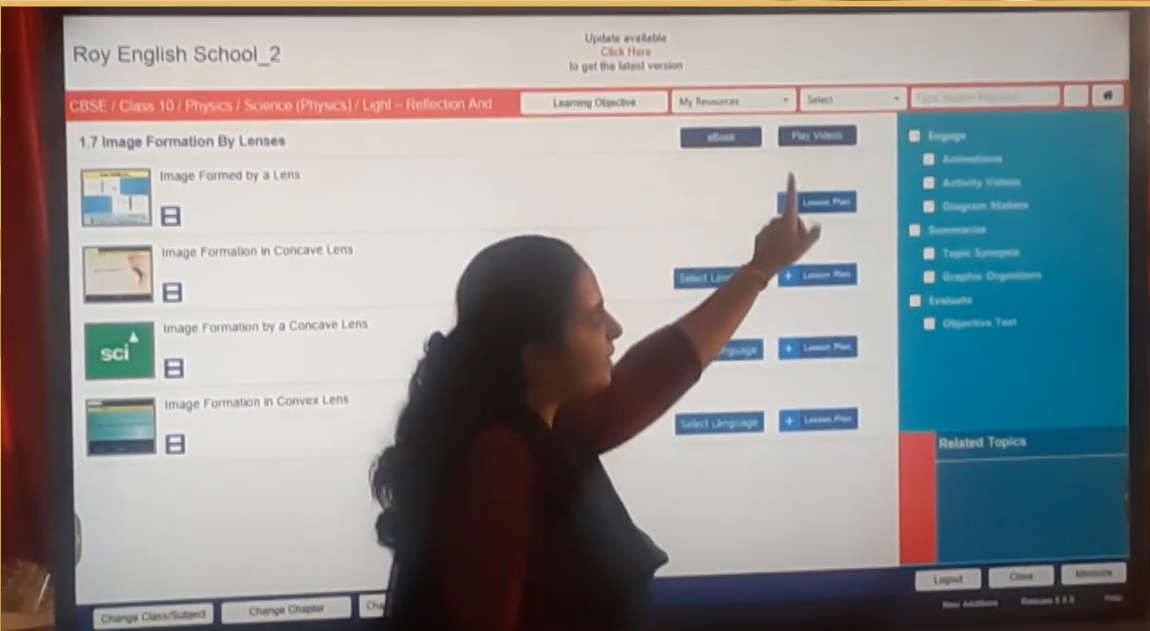 Roy English School_2
Update available
Click Here
to get the latest version
CBSE / Class 10 / Physics / Science (Physics) / Light – Reflection And
Learning Objective
My Resources
Select
1.7 Image Formation By Lenses
eBook
Play Videos
Image Formed by a Lens
Lesson Plan
Image Formation in Concave Lens
Select
+ Lesson Plan
sci
Image Formation by a Concave Lens
+ Lesson Plan
Image Formation in Convex Lens
Select Language
+ Lesson Plan
Engage
Animations
Activity Videos
Diagram Makers
Summarize
Topic Synopsis
Graphic Organizers
Evaluate
Objective Test
Related Topics
Logout
Close
Minimize
Change Class/Subject
Change Chapter
Cha
New Additions
Help